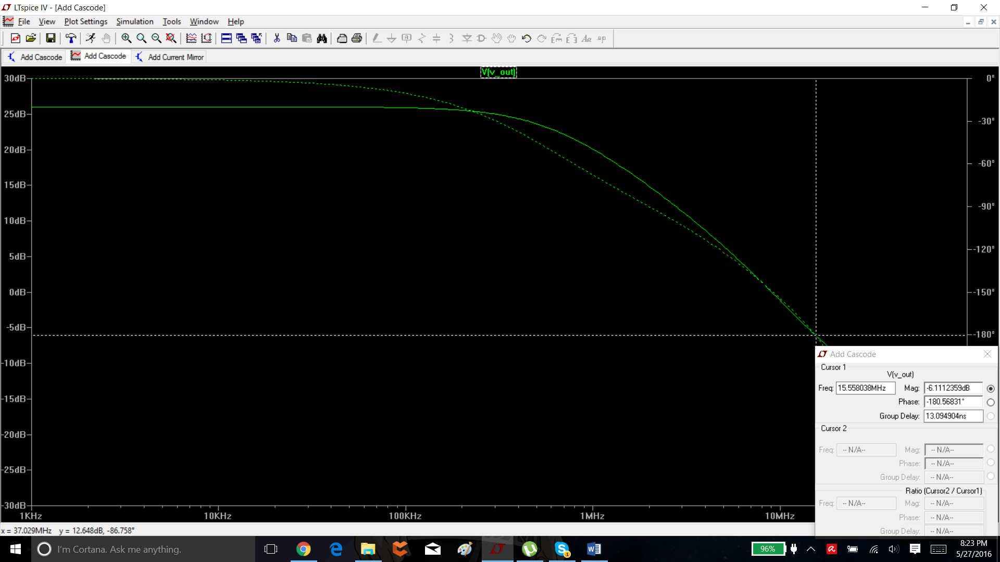 LTspice IV - [Add Cascode]
File View Plot Settings Simulation Tools Window Help
Add Cascode Add Cascode Add Current Mirror
V(v_out)
30dB 0°
25dB -30°
20dB -60°
15dB -90°
10dB
5dB -120°
0dB -150°
-5dB -180°
-10dB
-15dB
-20dB
-25dB
-30dB
1KHz 10KHz 100KHz 1MHz 10MHz
Add Cascode
Cursor 1
V(v_out)
Freq: 15.558038MHz Mag: -6.1112359dB
Phase: -180.56831°
Group Delay: 13.094904ns
Cursor 2
Freq: -- N/A-- Mag: -- N/A--
Phase: -- N/A--
Group Delay: -- N/A--
Ratio (Cursor2 / Cursor1)
Freq: -- N/A-- Mag: -- N/A--
Phase: -- N/A--
Group Delay: -- N/A--
x = 37.029MHz y = 12.648dB, -86.758°
I'm Cortana. Ask me anything.
96%
8:23 PM
5/27/2016